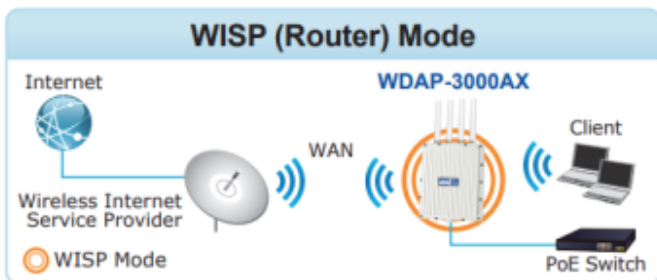 WISP (Router) Mode
Internet
WDAP-3000AX
Client
WAN
Wireless Internet
Service Provider
WISP Mode
PoE Switch